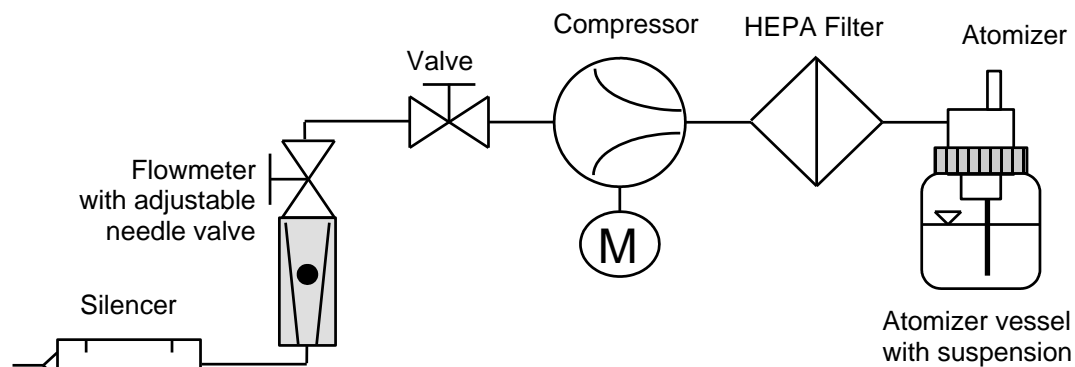 Compressor
HEPA Filter
Atomizer
Valve
Flowmeter
with adjustable
needle valve
M
Silencer
Atomizer vessel
with suspension